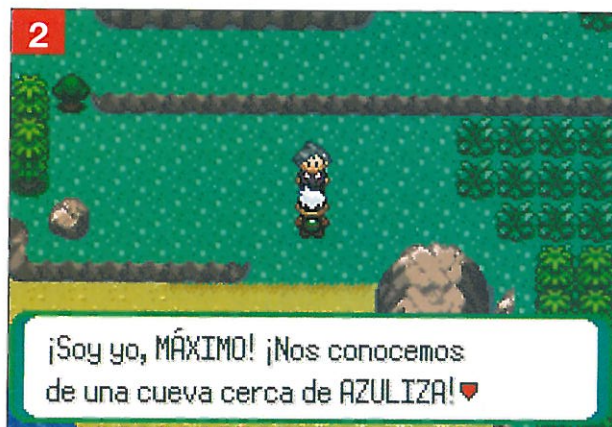 2
¡Soy yo, MÁXIMO! ¡Nos conocemos
de una cueva cerca de AZULIZA!